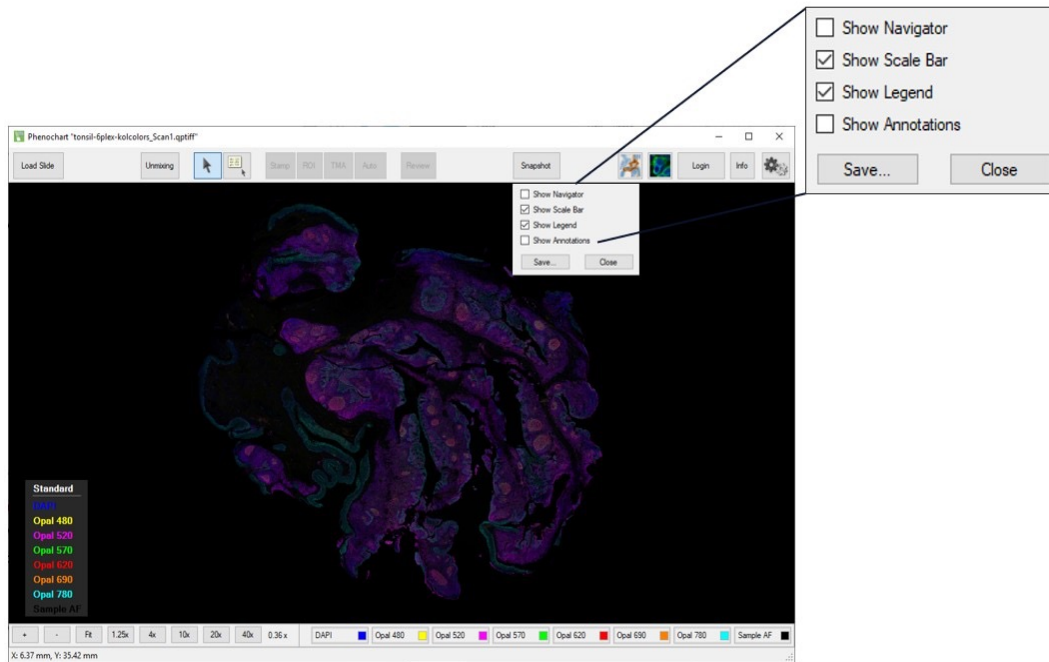 Show Navigator
Show Scale Bar
Show Legend
Show Annotations
Save... Close
Phenochart "tonsil-6plex-kolcolors_Scan1.qptiff"
Load Slide Unmixing Stamp ROI TMA Auto Review Snapshot Login Info
Show Navigator
Show Scale Bar
Show Legend
Show Annotations
Save... Close
Standard
DAPI
Opal 480
Opal 520
Opal 570
Opal 620
Opal 690
Opal 780
Sample AF
+ - Fit 1.25x 4x 10x 20x 40x 0.36 x DAPI Opal 480 Opal 520 Opal 570 Opal 620 Opal 690 Opal 780 Sample AF
X: 6.37 mm, Y: 35.42 mm